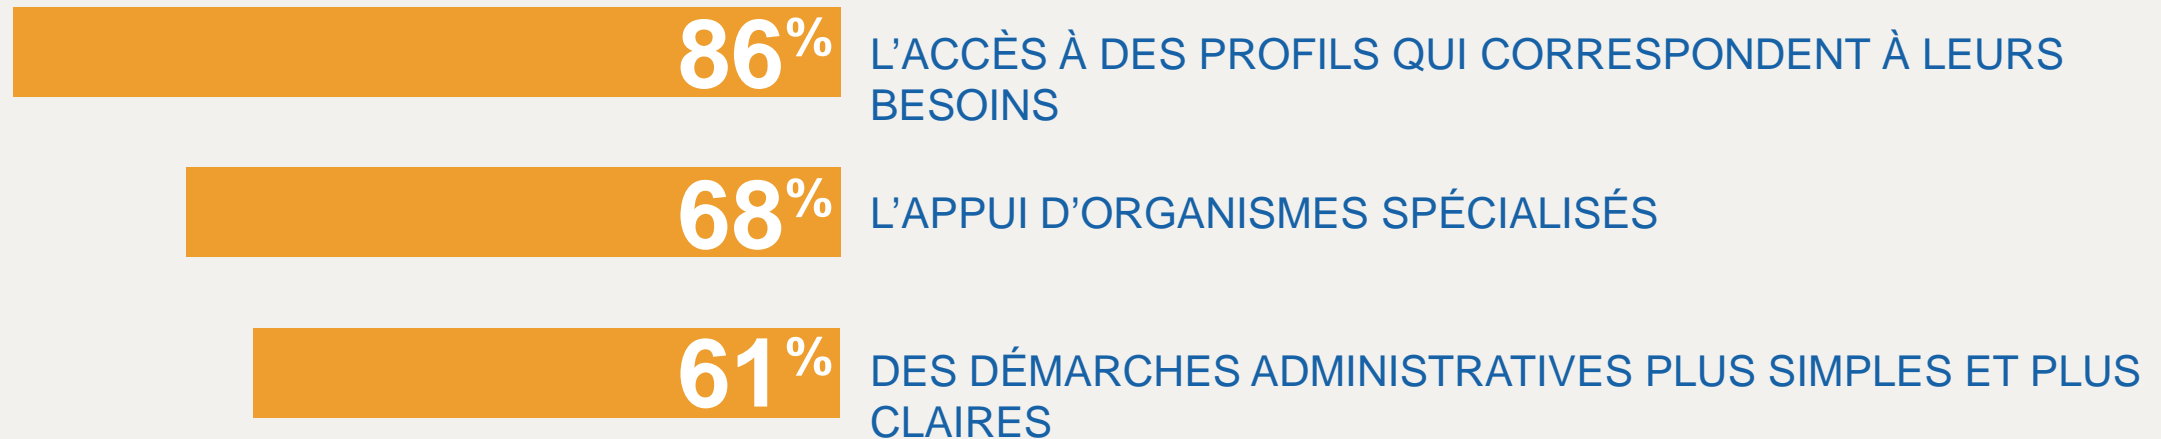 86%
L’ACCÈS À DES PROFILS QUI CORRESPONDENT À LEURS
BESOINS
68%
L’APPUI D’ORGANISMES SPÉCIALISÉS
61%
DES DÉMARCHES ADMINISTRATIVES PLUS SIMPLES ET PLUS
CLAIRES